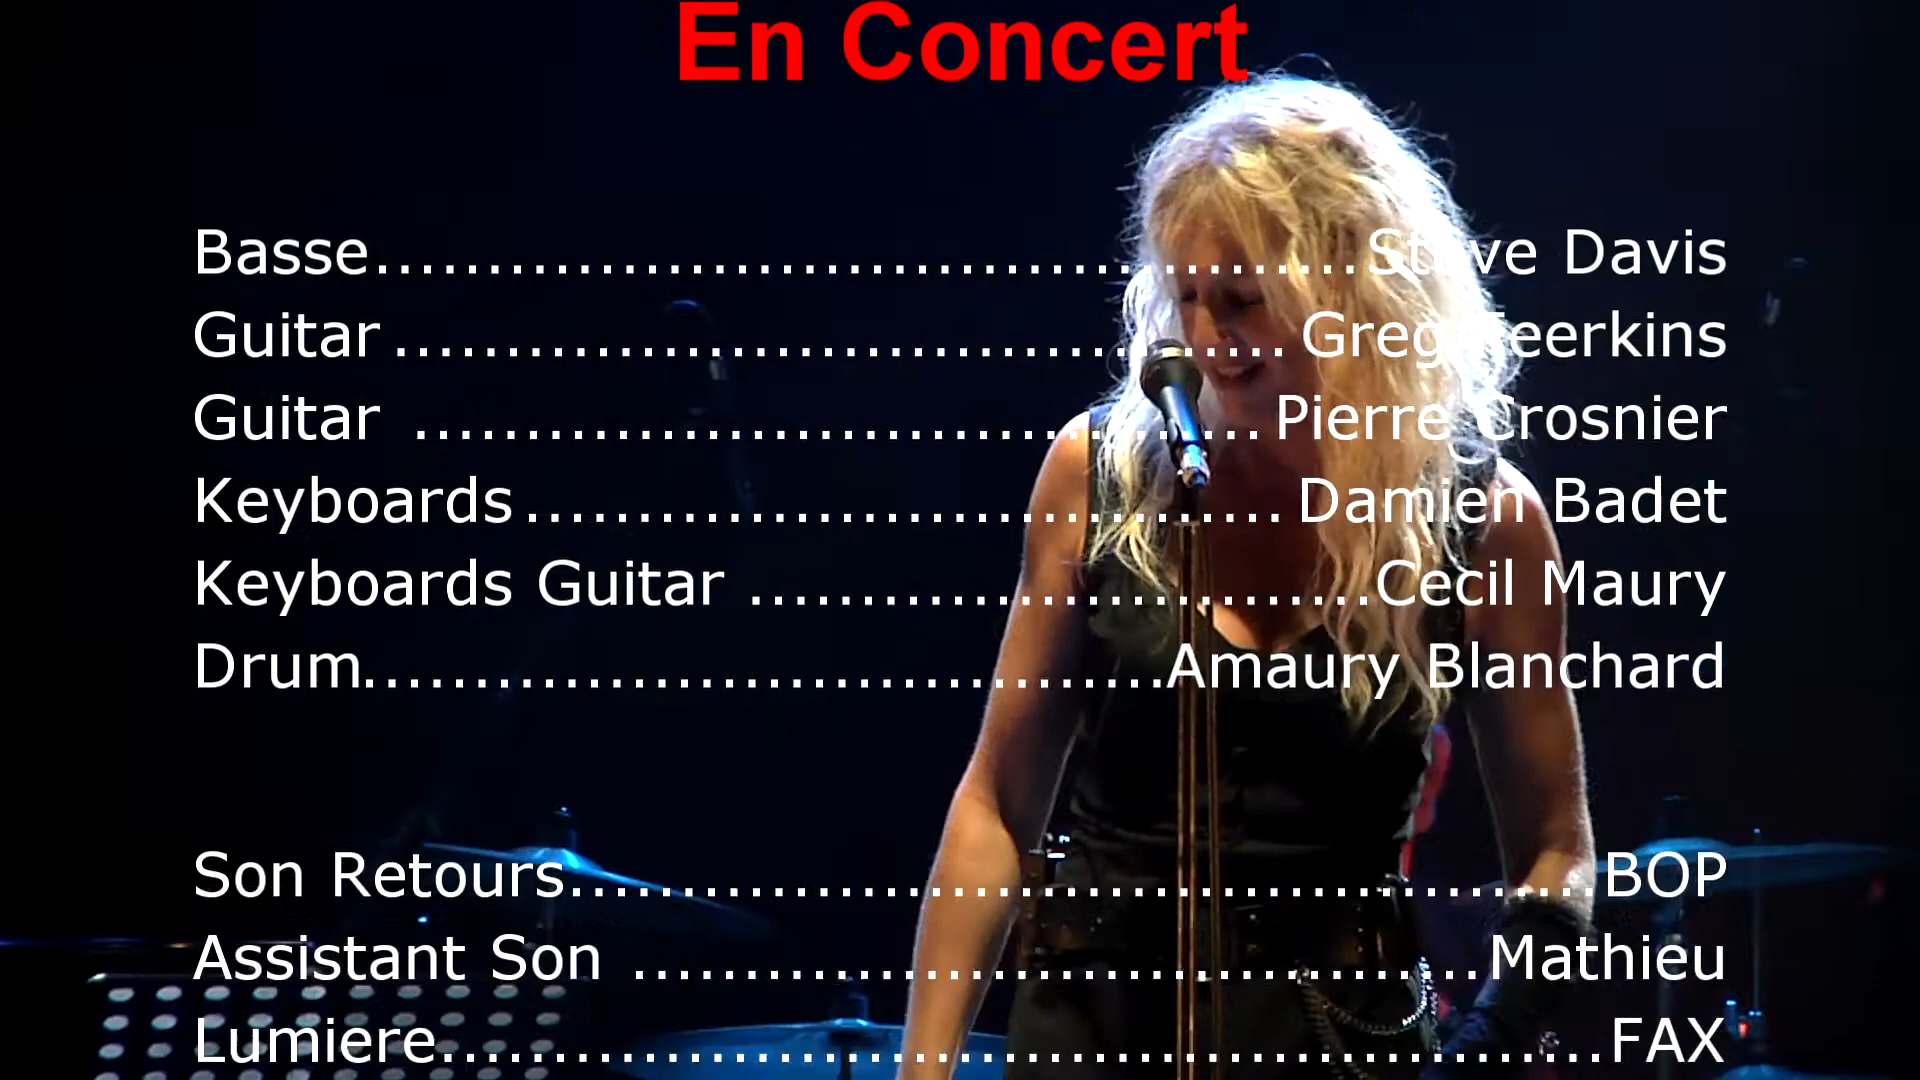 En Concert
Basse............................................Steve Davis
Guitar........................................Greg
Guitar ......................................Pierre Crosnier
Keyboards..................................Damien Badet
Keyboards Guitar ............................Cecil Maury
Drum....................................Amaury Blanchard
Son Retours..............................................BOP
Assistant Son ......................................Mathieu
Lumiere....................................................FAX